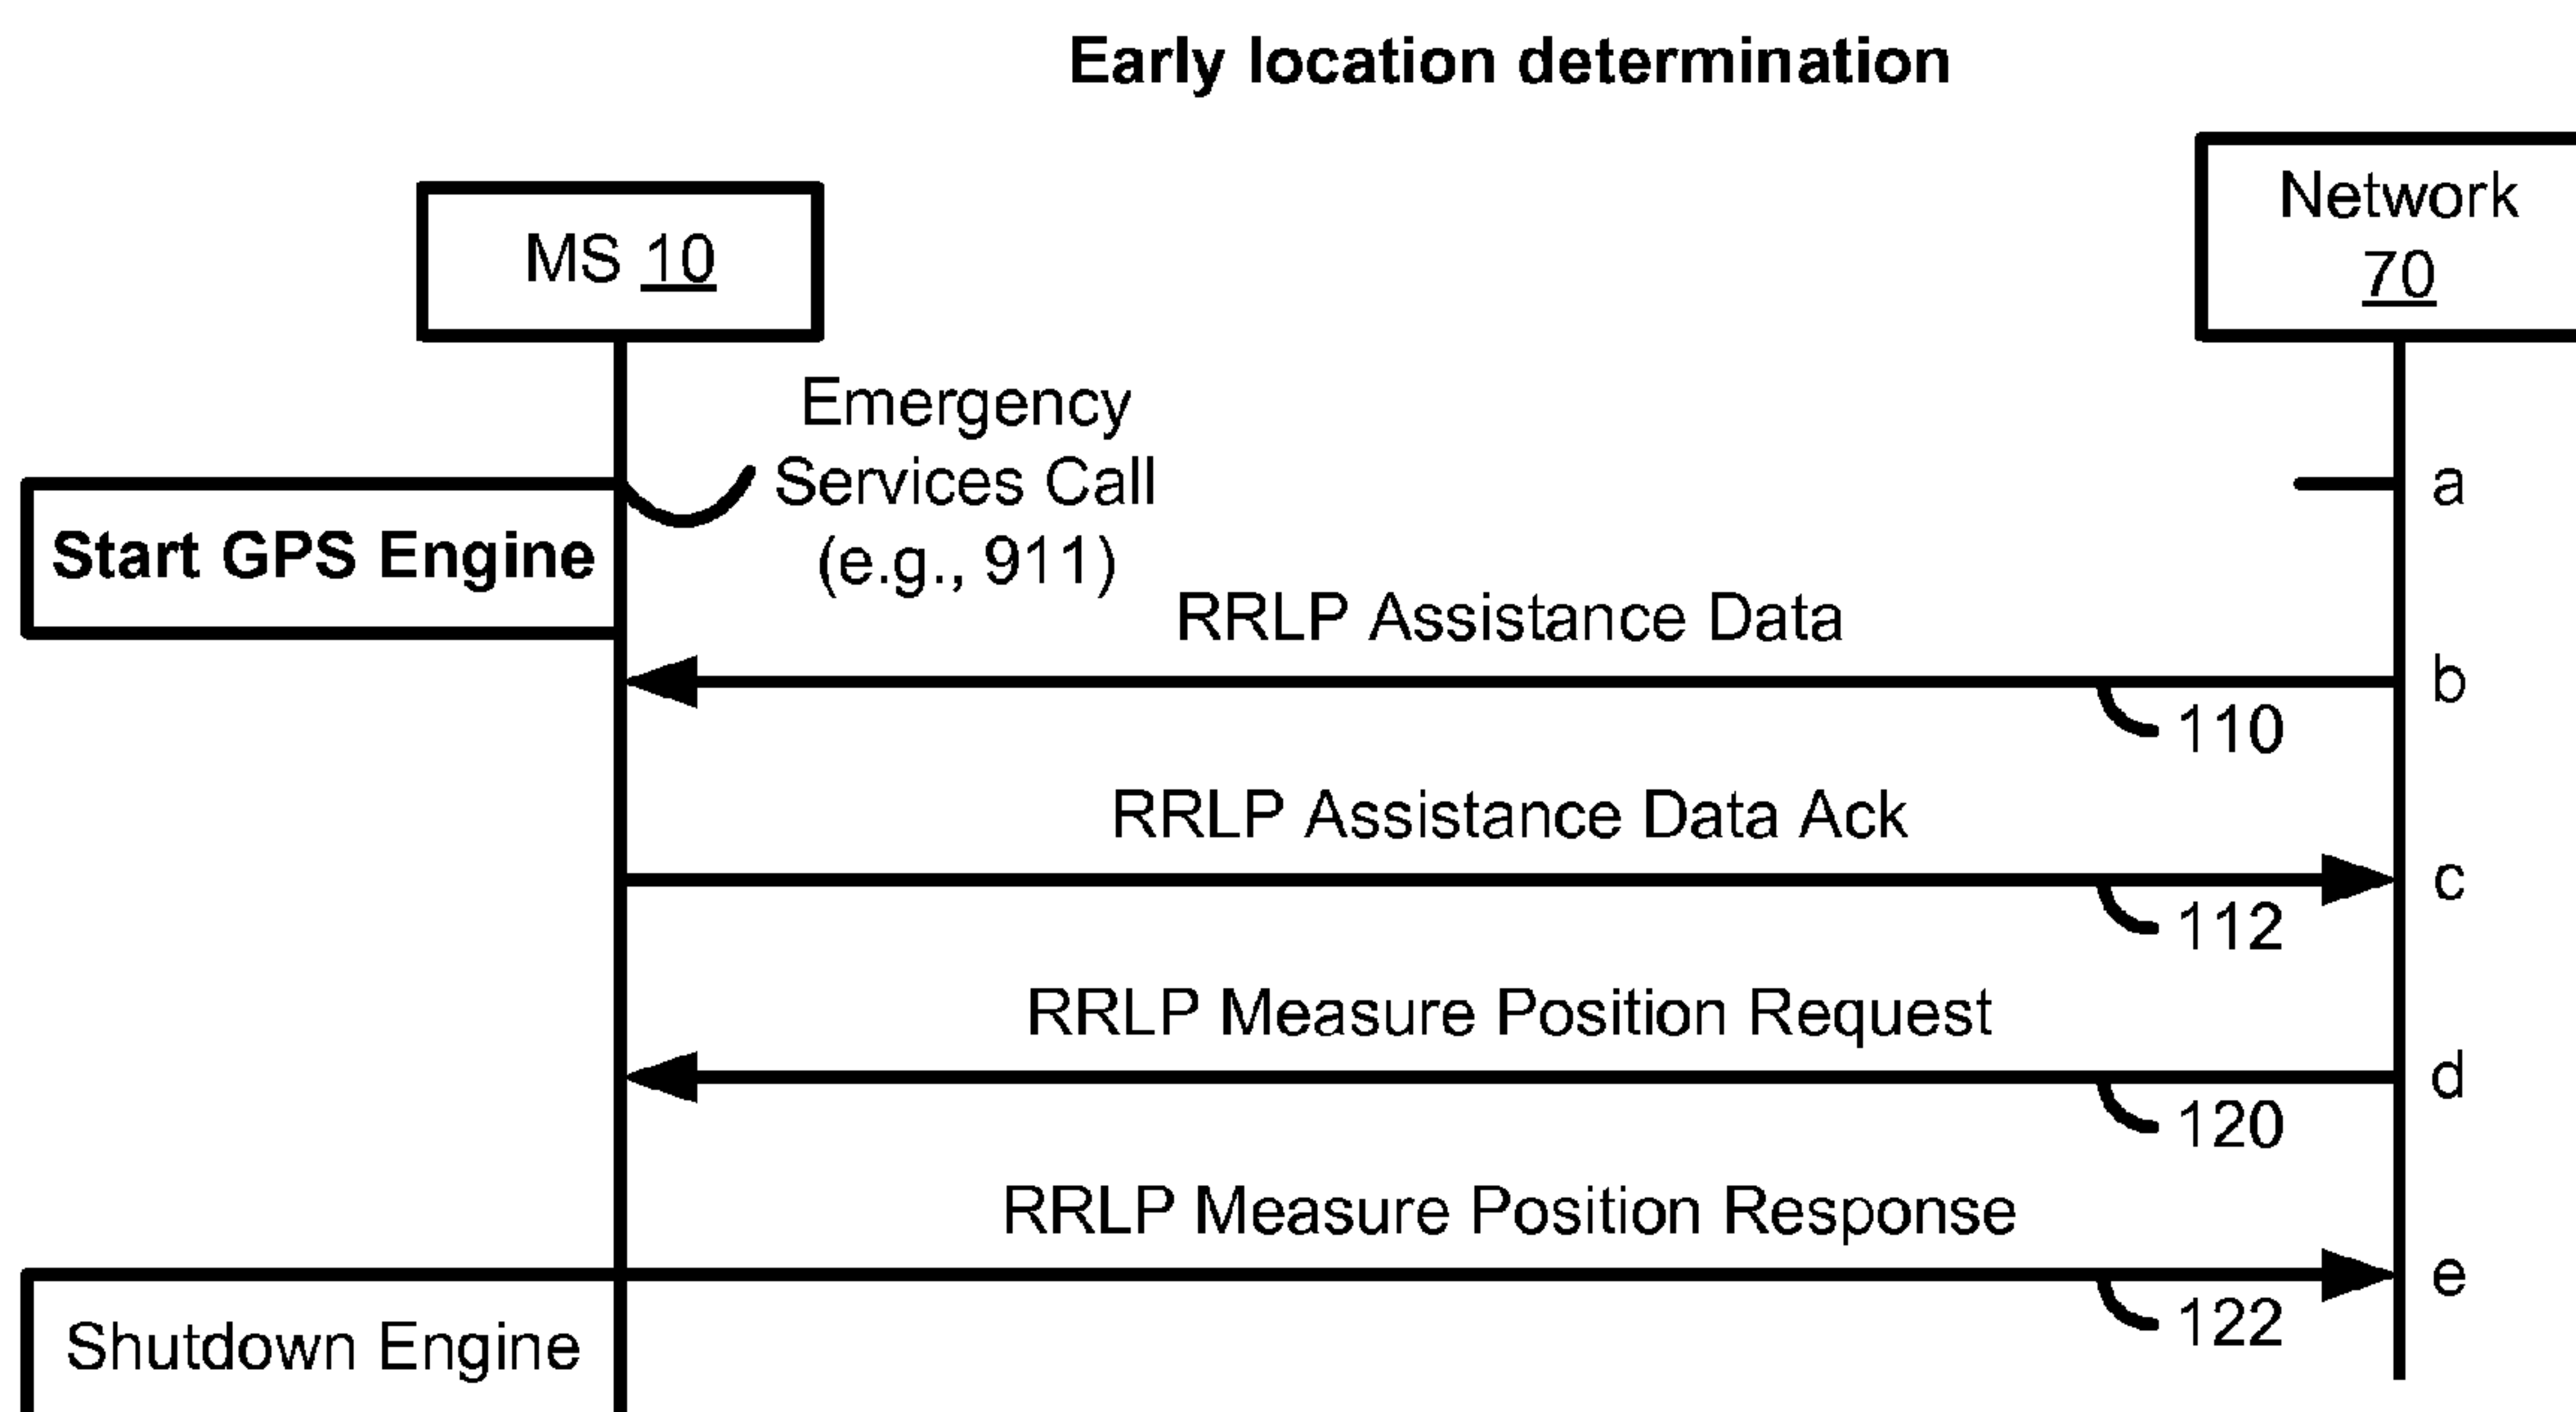 Early location determination
MS 10
Network
70
Emergency
Services Call
(e.g., 911)
a
Start GPS Engine
RRLP Assistance Data
b
110
RRLP Assistance Data Ack
c
112
RRLP Measure Position Request
d
120
RRLP Measure Position Response
e
122
Shutdown Engine